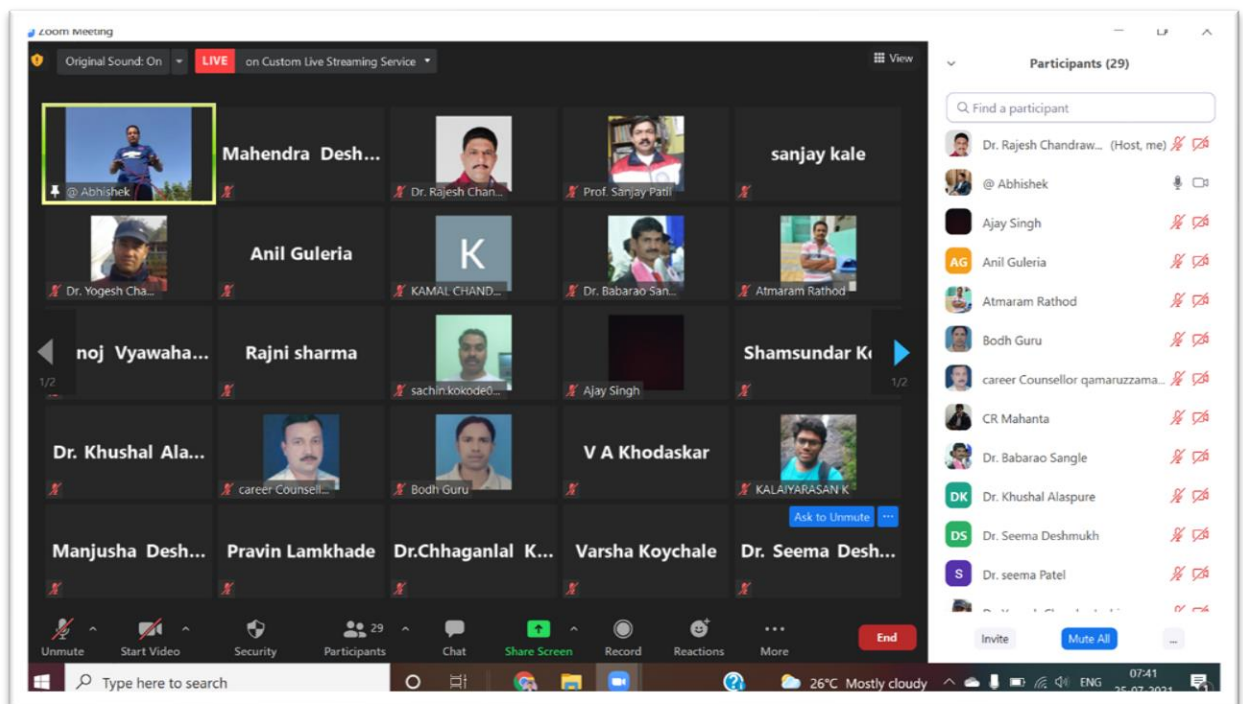 Zoom Meeting
Original Sound: On LIVE on Custom Live Streaming Service View
@ Abhishek
Mahendra Desh...
Dr. Rajesh Chan...
Prof. Sanjay Patil
sanjay kale
Dr. Yogesh Cha...
Anil Guleria
K
KAMAL CHAND...
Dr. Babarao San...
Atmaram Rathod
noj Vyawaha...
1/2
Rajni sharma
sachin.kokode0...
Ajay Singh
Shamsundar
1/2
Dr. Khushal Ala...
career Counsell...
Bodh Guru
V A Khodaskar
KALAIYARASAN K
Manjusha Desh...
Pravin Lamkhade
Dr.Chhaganlal K...
Varsha Koychale
Ask to Unmute ...
Dr. Seema Desh...
Unmute Start Video Security Participants 29 Chat Share Screen Record Reactions More End
Participants (29)
Find a participant
Dr. Rajesh Chandraw... (Host, me)
@ Abhishek
Ajay Singh
AG Anil Guleria
Atmaram Rathod
Bodh Guru
career Counsellor qamaruzzama...
CR Mahanta
Dr. Babarao Sangle
DK Dr. Khushal Alaspure
DS Dr. Seema Deshmukh
S Dr. seema Patel
Invite Mute All ...
Type here to search 26°C Mostly cloudy ENG 07:41
25-07-2021